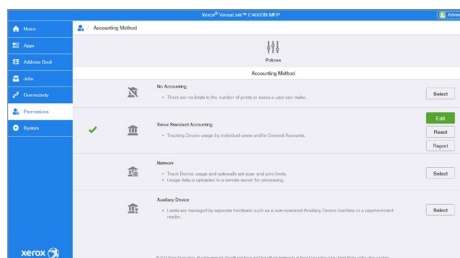 Xerox® VersaLink™ C405DN MFP
Admin
Home
Accounting Method
Apps
Address Book
Jobs
Connectivity
Permissions
System
Policies
Accounting Method
No Accounting
• There are no limits to the number of prints or scans a user can make.
Select
Xerox Standard Accounting
• Tracking Device usage by individual users and/or General Accounts.
Edit
Reset
Report
Network
• Track Device usage and optionally set scan and print limits.
• Usage data is uploaded to a remote server for processing.
Select
Auxiliary Device
• Limits are managed by separate hardware such as a coin-operated Auxiliary Device machine or a payment-card
reader.
Select
xerox